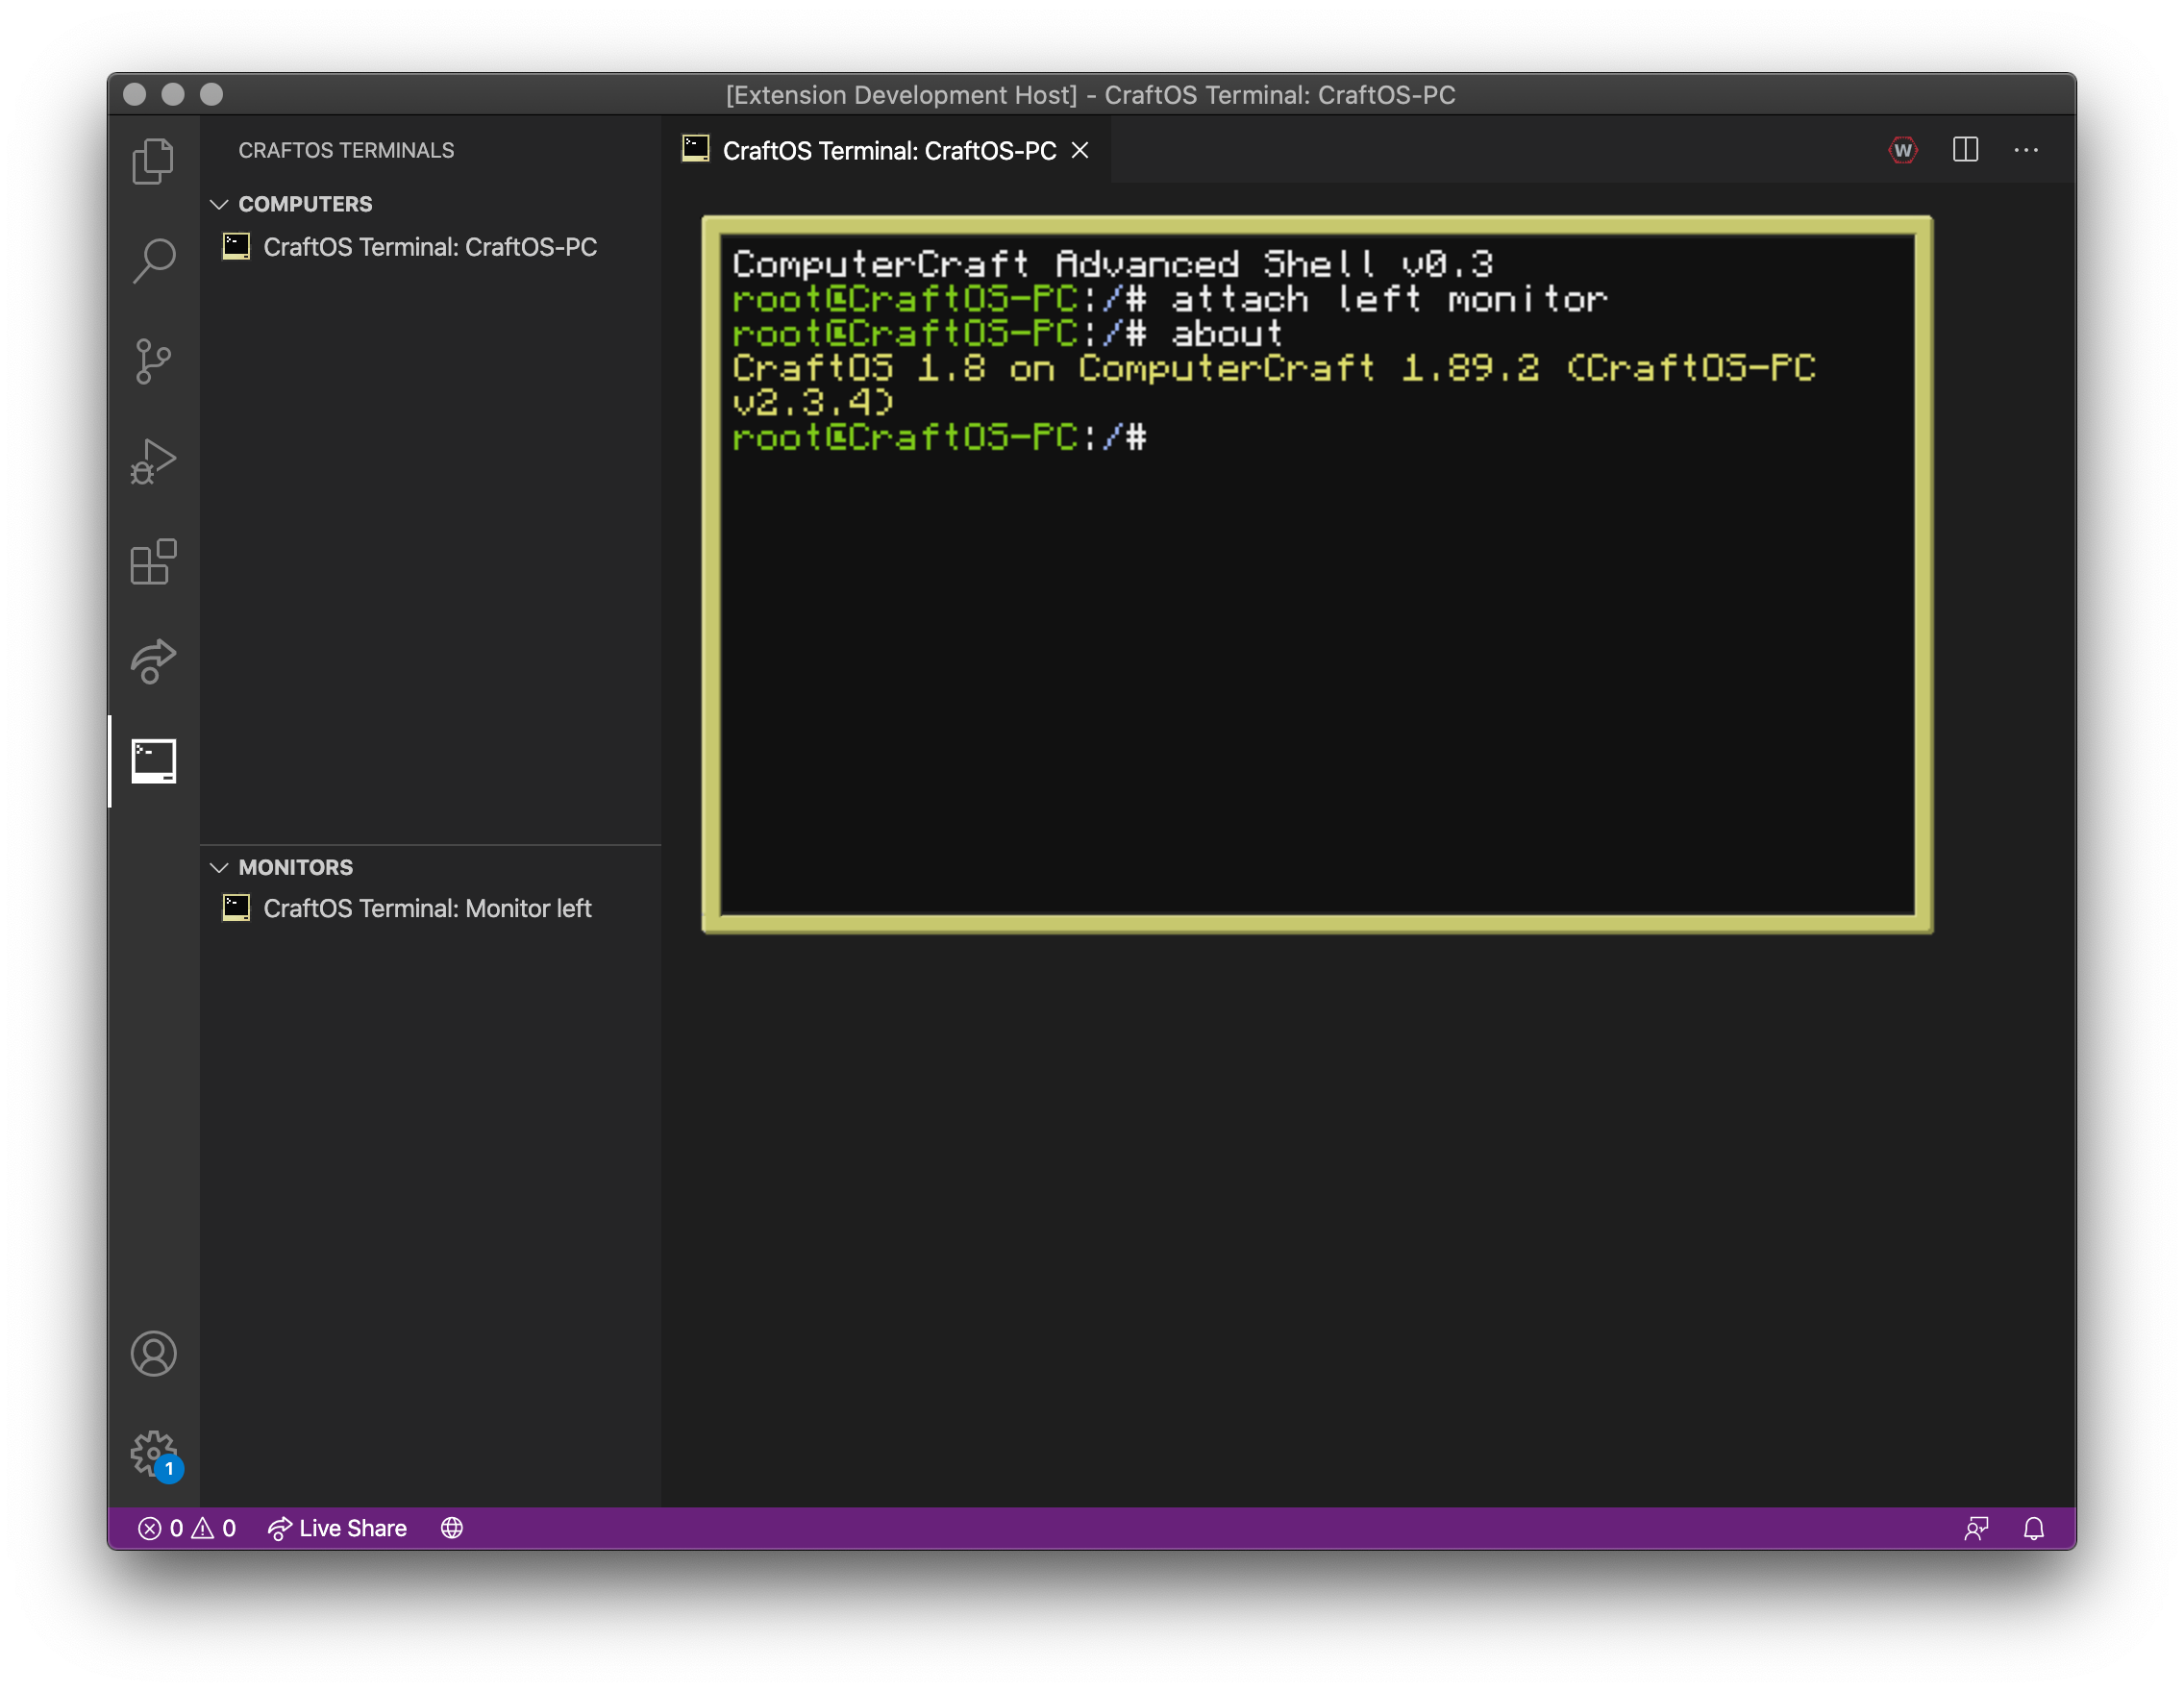 [Extension Development Host] - CraftOS Terminal: CraftOS-PC
CRAFTOS TERMINALS
COMPUTERS
CraftOS Terminal: CraftOS-PC
MONITORS
CraftOS Terminal: Monitor left
CraftOS Terminal: CraftOS-PC
W
ComputerCraft Advanced Shell v0.3
root@CraftOS-PC:/# attach left monitor
root@CraftOS-PC:/# about
CraftOS 1.8 on ComputerCraft 1.89.2 (CraftOS-PC
v2.3.4)
root@CraftOS-PC:/#
1
0 0 Live Share